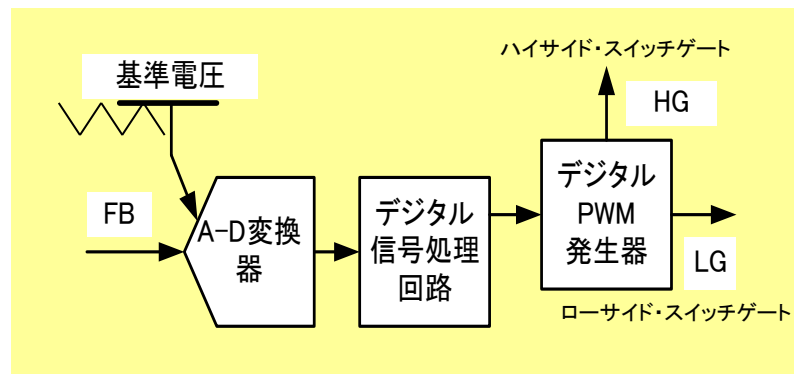 ハイサイド・スイッチゲート
基準電圧
HG
FB
A-D変換
器
デジタル
信号処理
回路
デジタル
PWM
発生器
LG
ローサイド・スイッチゲート